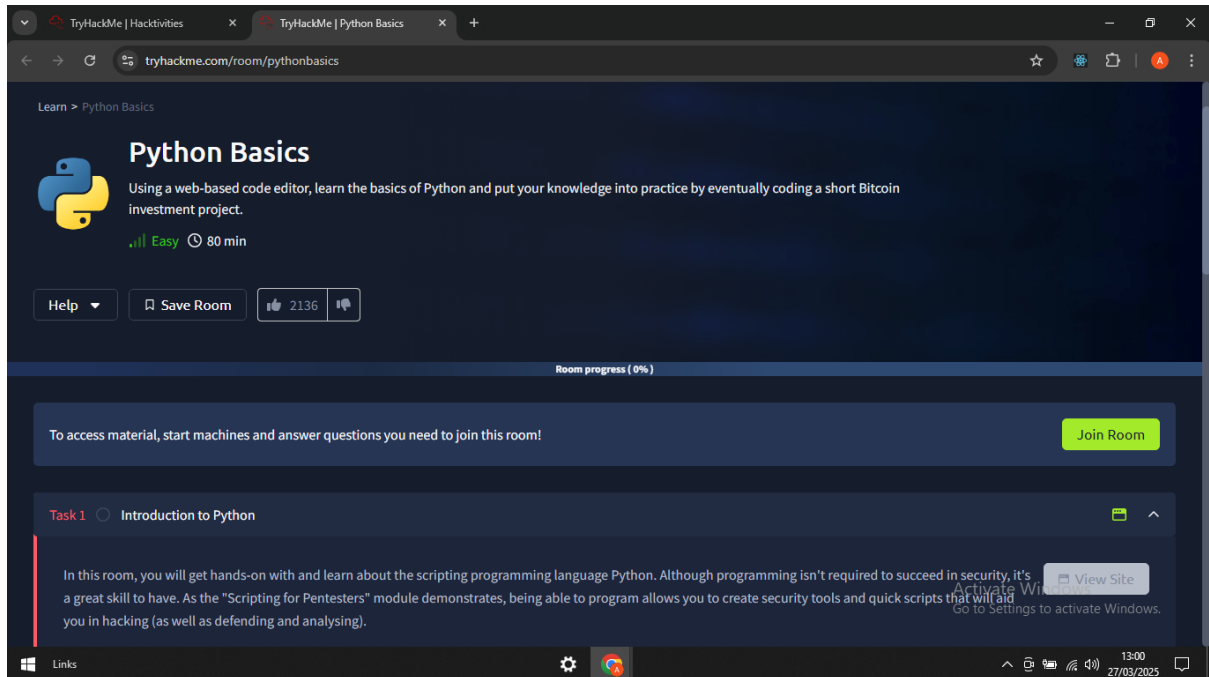 TryHackMe | Hacktivities
TryHackMe | Python Basics
tryhackme.com/room/pythonbasics
A
Learn > Python Basics
Python Basics
Using a web-based code editor, learn the basics of Python and put your knowledge into practice by eventually coding a short Bitcoin
investment project.
Easy 80 min
Help Save Room 2136
Room progress ( 0% )
To access material, start machines and answer questions you need to join this room!
Join Room
Task 1 Introduction to Python
In this room, you will get hands-on with and learn about the scripting programming language Python. Although programming isn't required to succeed in security, it's
View Site
a great skill to have. As the "Scripting for Pentesters" module demonstrates, being able to program allows you to create security tools and quick scripts that will aid
you in hacking (as well as defending and analysing).
Activate Windows
Go to Settings to activate Windows.
Links
A
13:00
27/03/2025